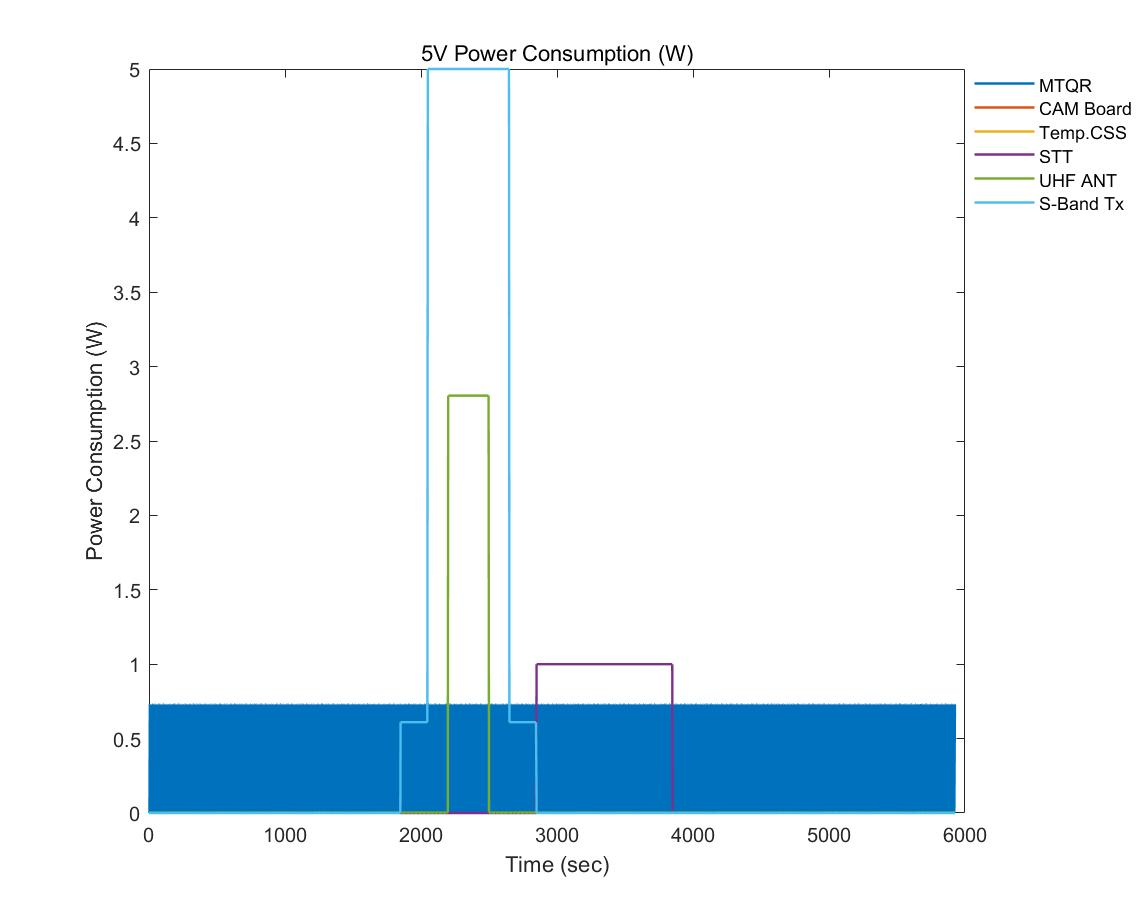 5V Power Consumption (W)
5
4.5
4
3.5
3
2.5
2
1.5
1
0.5
0
Power Consumption (W)
0 1000 2000 3000 4000 5000 6000
Time (sec)
MTQR
CAM Board
Temp.CSS
STT
UHF ANT
S-Band Tx